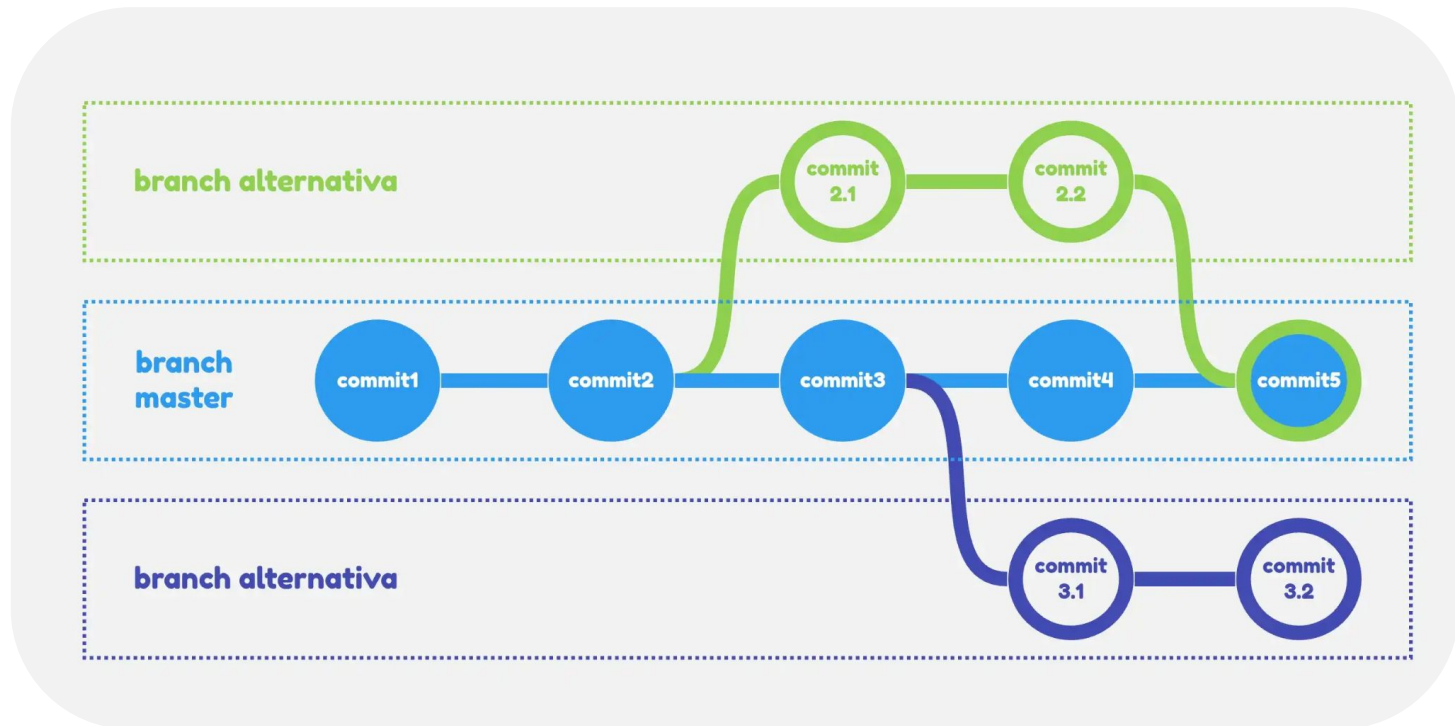 branch alternativa
commit
2.1
commit
2.2
branch
master
commit1
commit2
commit3
commit4
commit5
branch alternativa
commit
3.1
commit
3.2